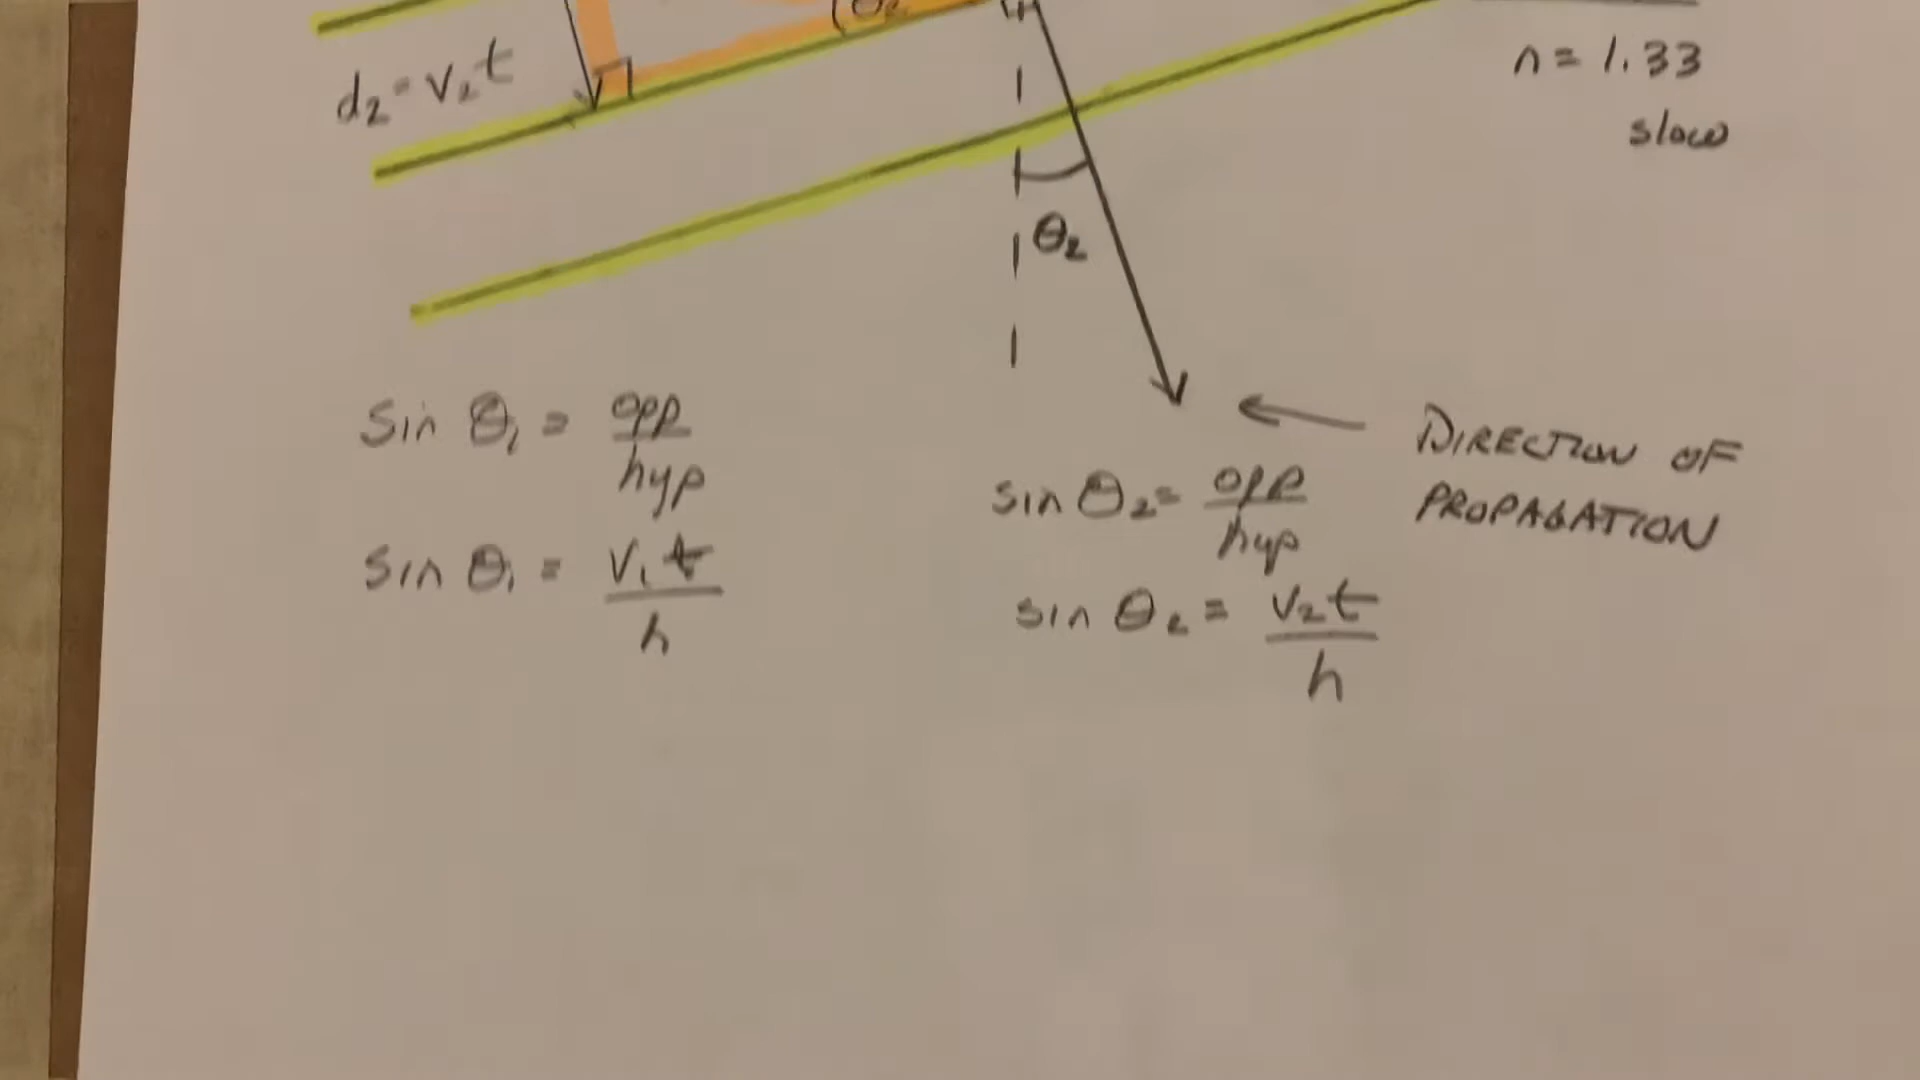 θ₂
n = 1.33
slow
d₂ = v₂t
θ₂
sin θ₁ = opp/hyp
sin θ₁ = v₁t/h
DIRECTION OF
PROPAGATION
sin θ₂ = opp/hyp
sin θ₂ = v₂t/h